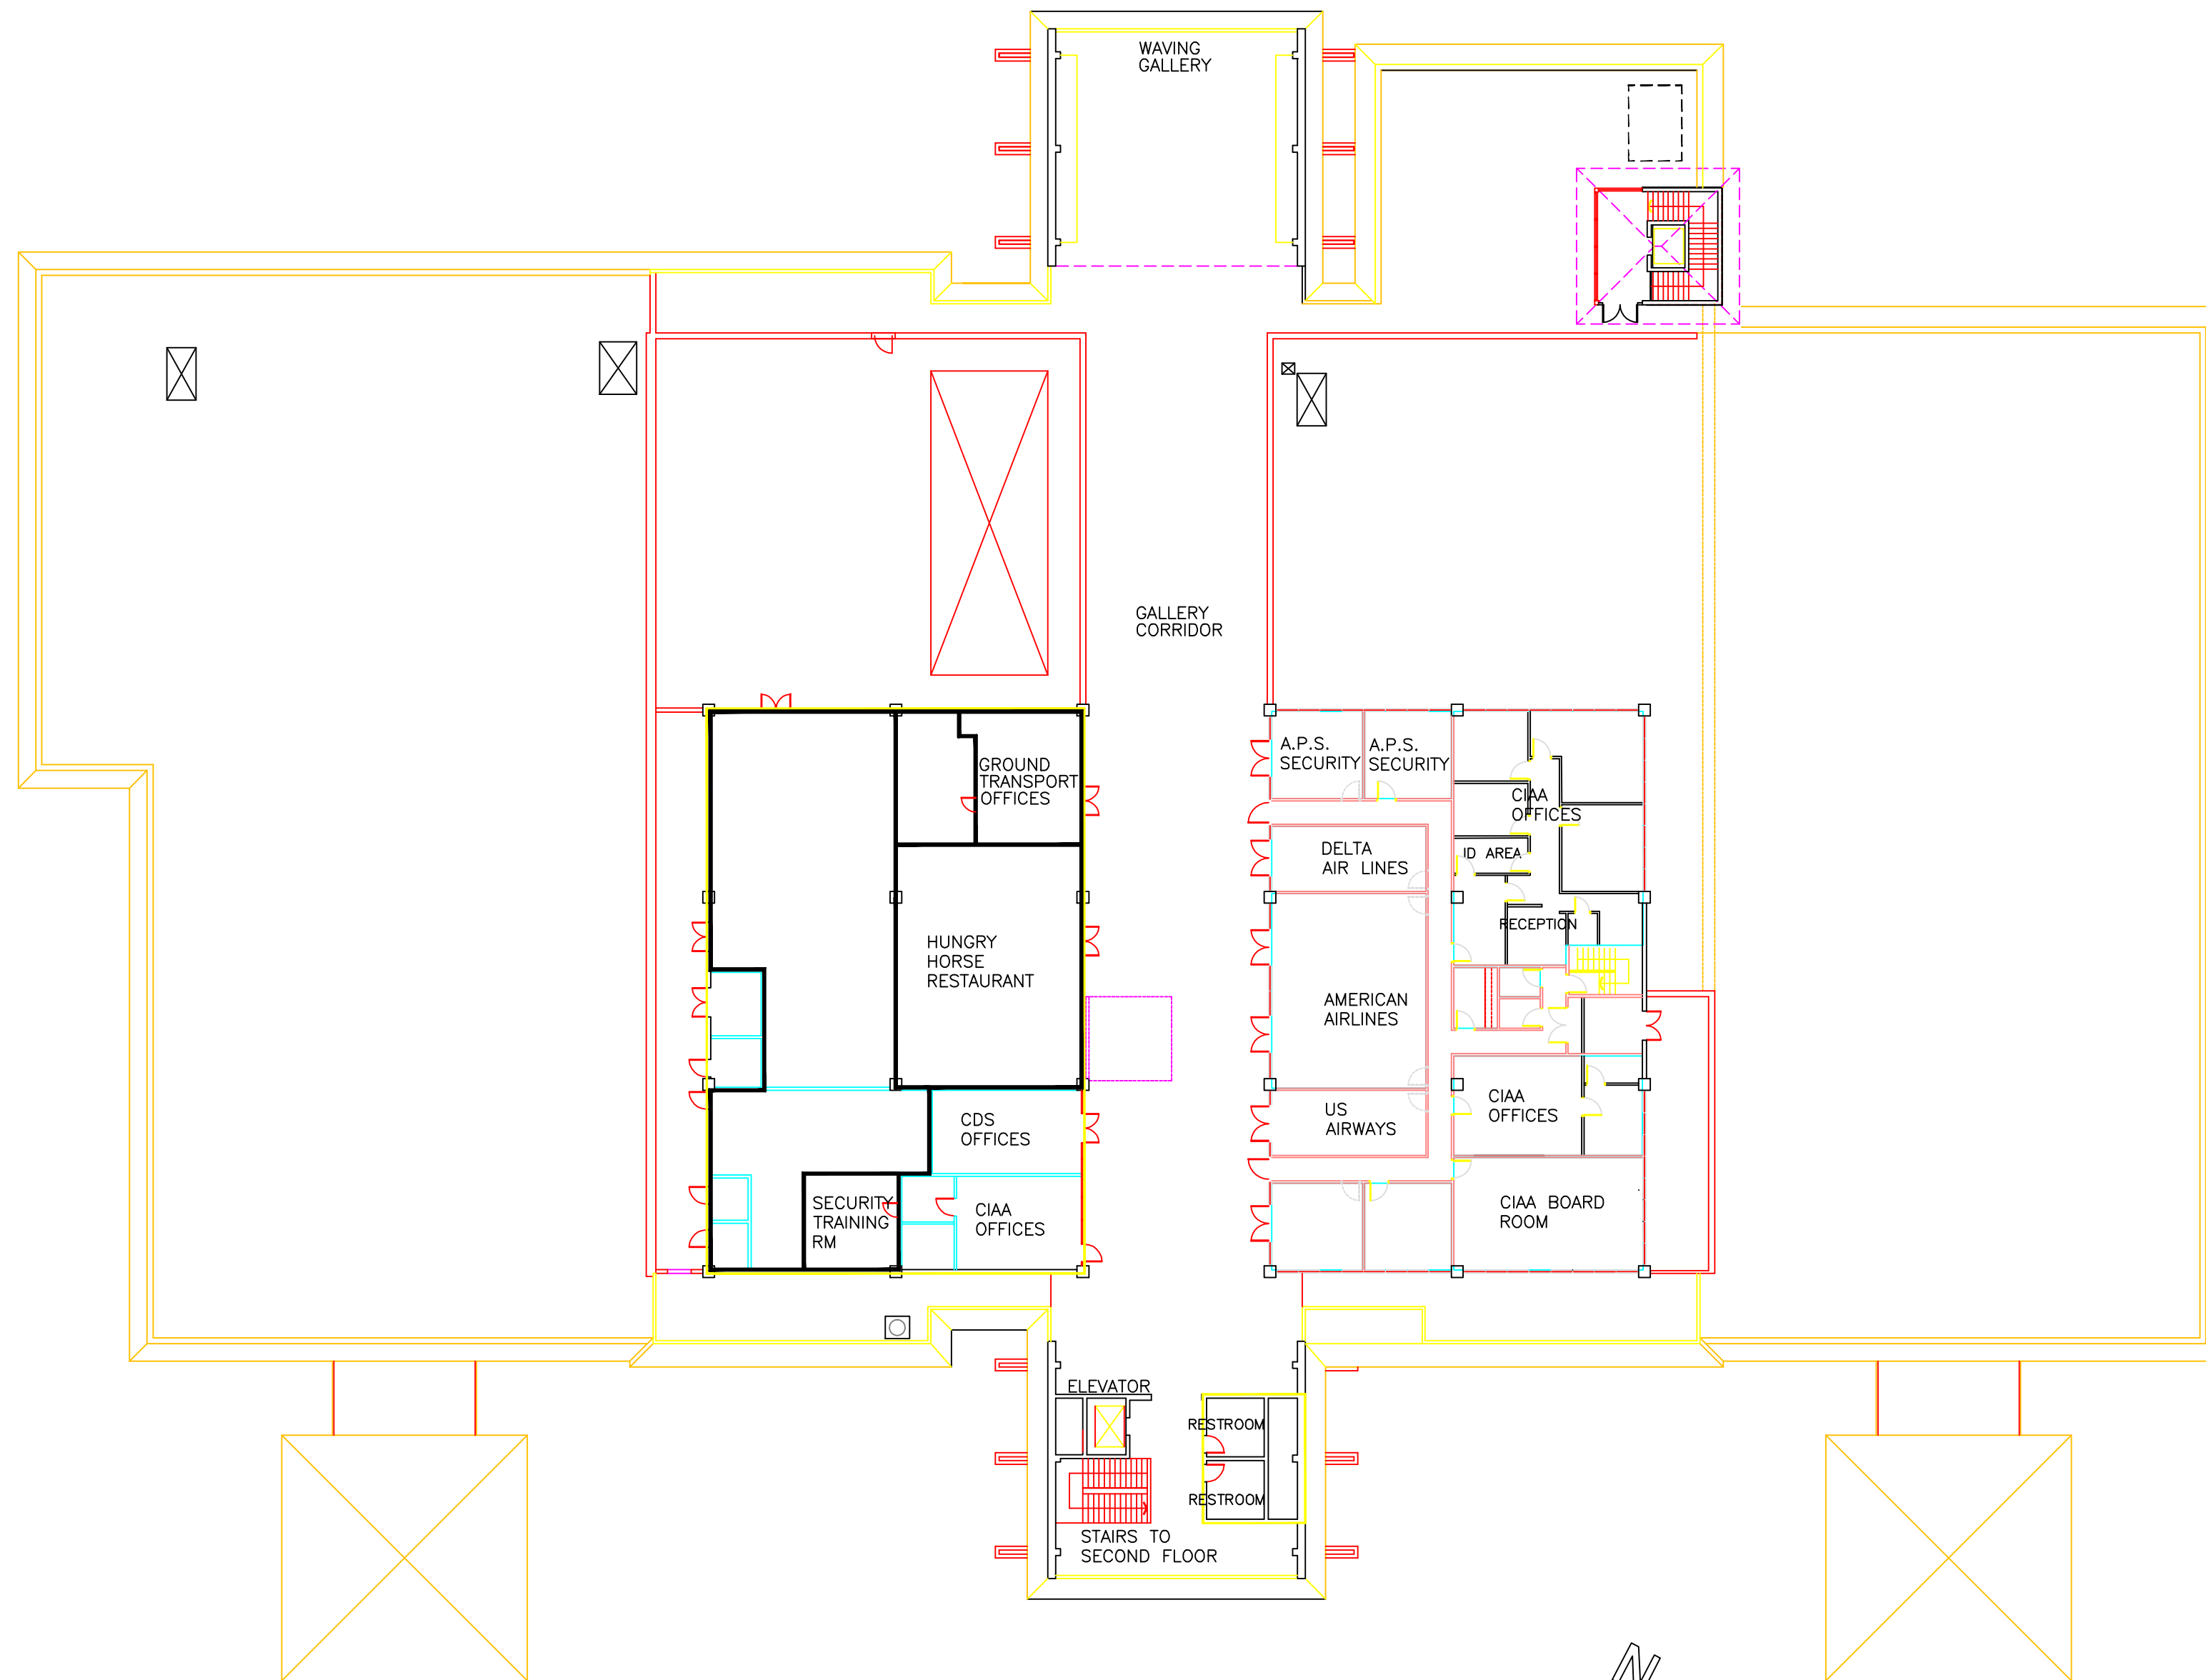 WAVING
GALLERY
GALLERY
CORRIDOR
GROUND
TRANSPORT
OFFICES
A.P.S.
SECURITY
A.P.S.
SECURITY
CIAA
OFFICES
DELTA
AIR LINES
ID AREA
RECEPTION
HUNGRY
HORSE
RESTAURANT
AMERICAN
AIRLINES
CDS
OFFICES
US
AIRWAYS
CIAA
OFFICES
SECURITY
TRAINING
RM
CIAA
OFFICES
CIAA BOARD
ROOM
ELEVATOR
RESTROOM
RESTROOM
STAIRS TO
SECOND FLOOR
N